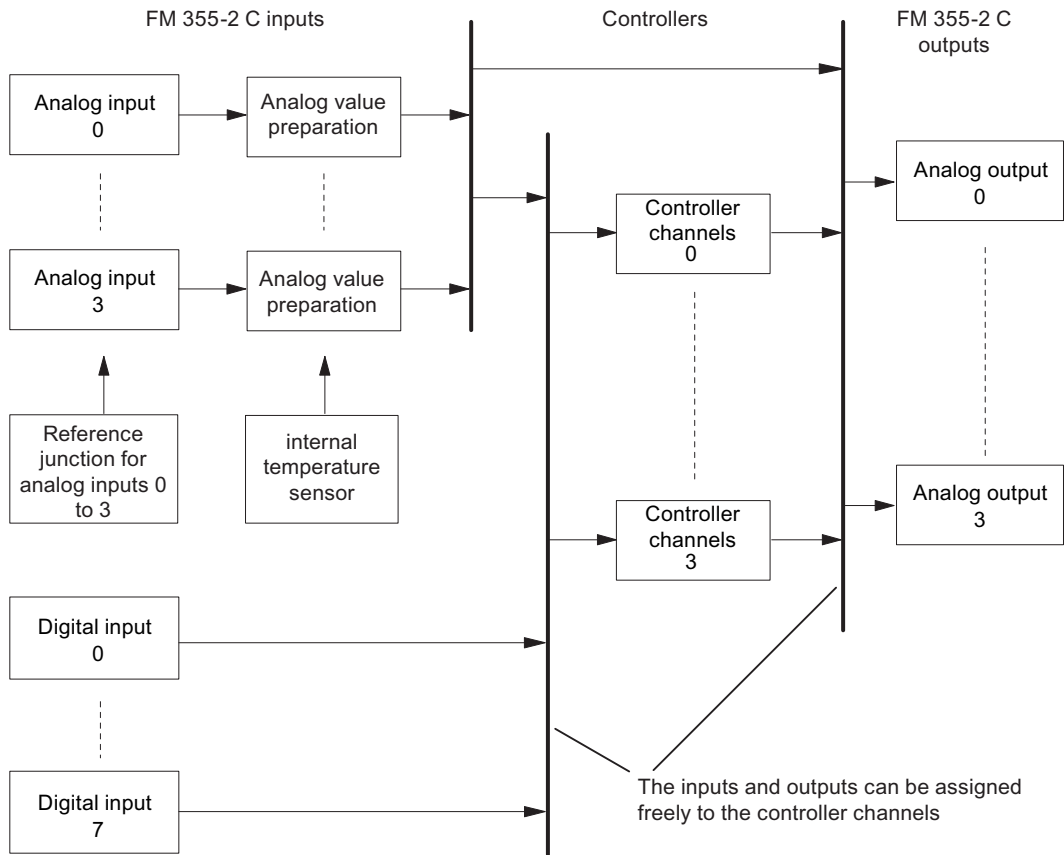 FM 355-2 C inputs
Controllers
FM 355-2 C
outputs
Analog input
0
Analog value
preparation
Analog output
0
Controller
channels
0
Analog input
3
Analog value
preparation
Reference
junction for
analog inputs 0
to 3
internal
temperature
sensor
Controller
channels
3
Analog output
3
Digital input
0
Digital input
7
The inputs and outputs can be assigned
freely to the controller channels